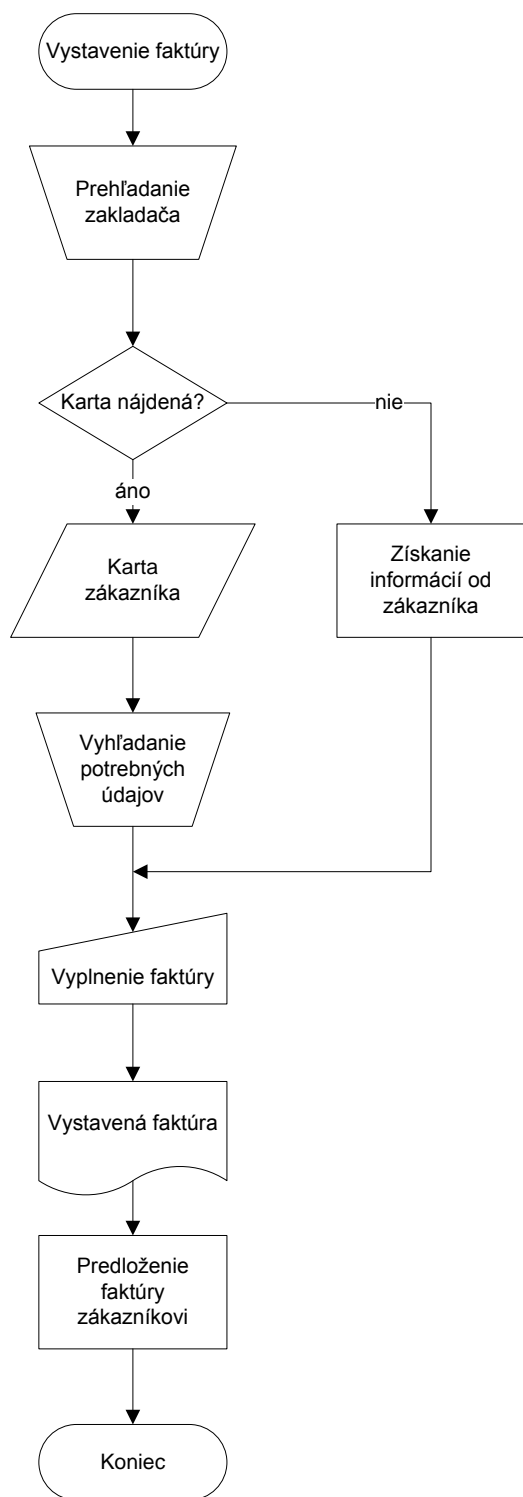 Vystavenie faktúry
Prehľadanie
zakladača
Karta nájdená?
nie
áno
Karta
zákazníka
Získanie
informácií od
zákazníka
Vyhľadanie
potrebných
údajov
Vyplnenie faktúry
Vystavená faktúra
Predloženie
faktúry
zákazníkovi
Koniec